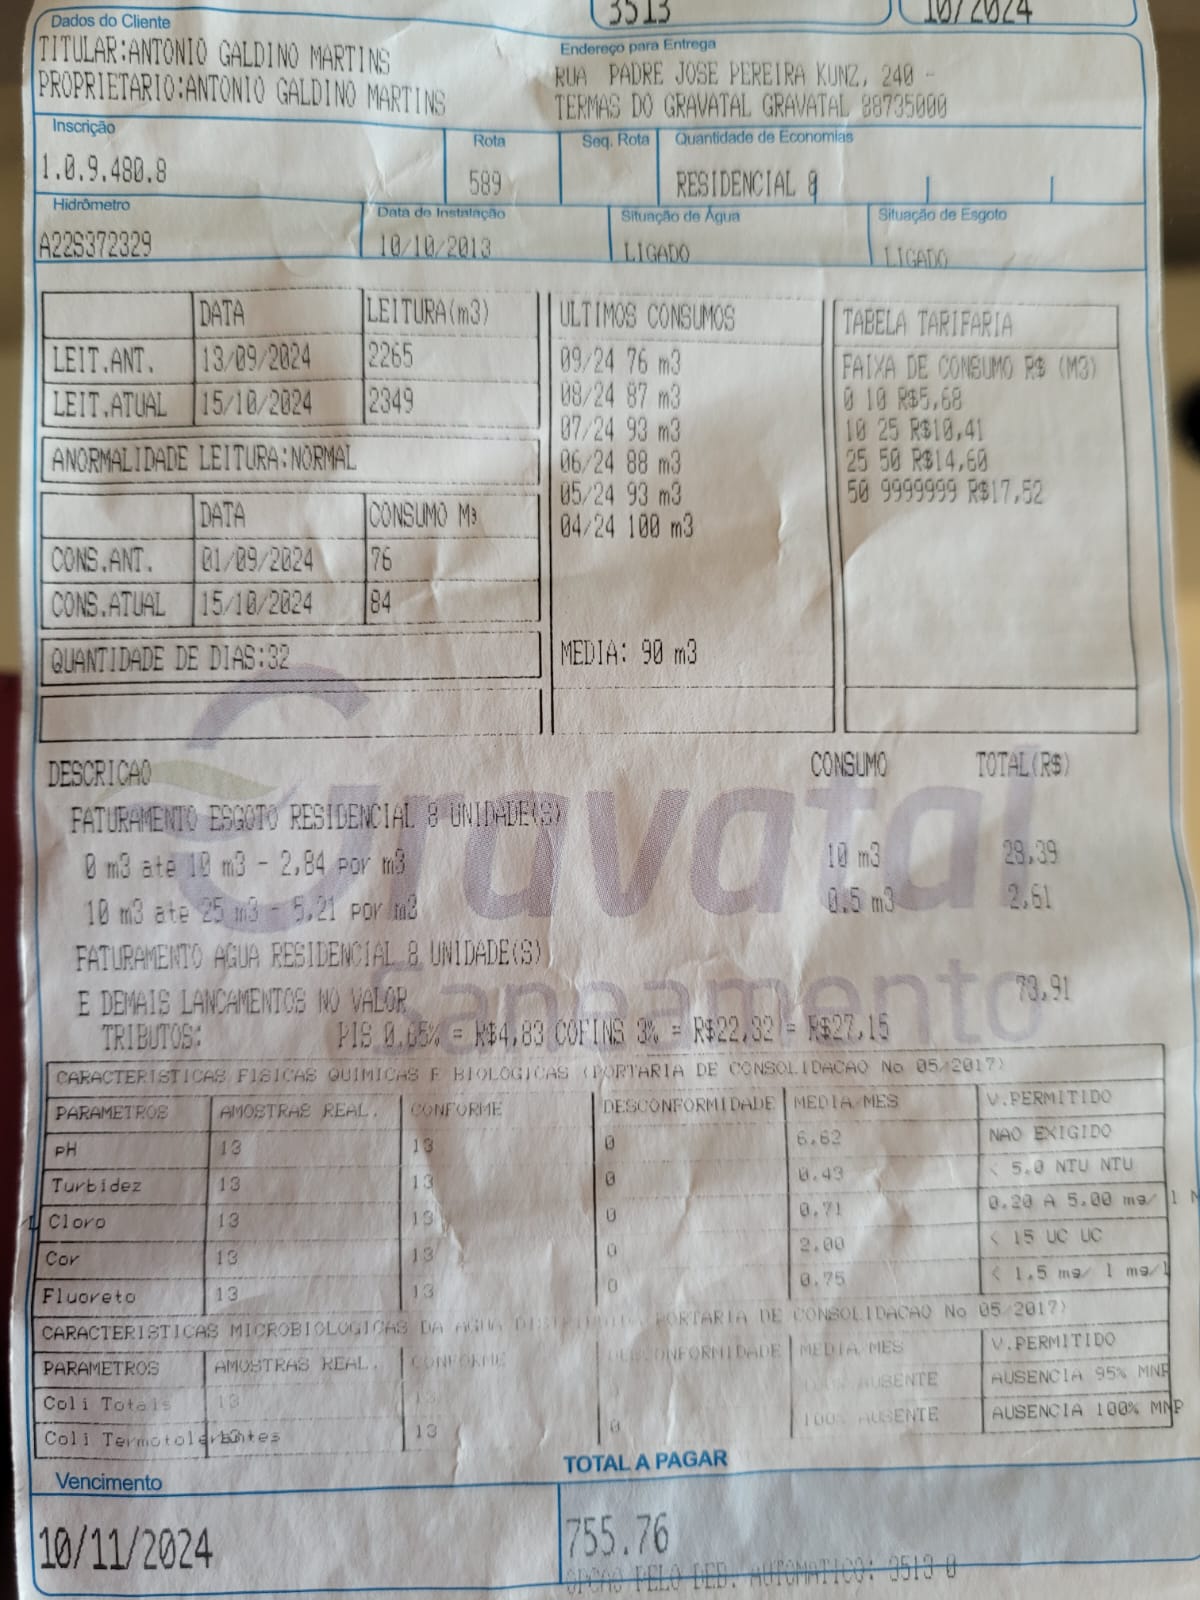 3513
10/2024
Dados do Cliente
TITULAR:ANTONIO GALDINO MARTINS
PROPRIETARIO:ANTONIO GALDINO MARTINS
Endereço para Entrega
RUA PADRE JOSE PEREIRA KUNZ, 240 -
TERMAS DO GRAVATAL GRAVATAL 88735000
Inscrição
1.0.9.480.8
Rota
589
Seq. Rota
Quantidade de Economias
RESIDENCIAL 8
Hidrômetro
A22S372329
Data de Instalação
10/10/2013
Situação de Água
LIGADO
Situação de Esgoto
LIGADO
DATA LEITURA(m3)
LEIT.ANT. 13/09/2024 2265
LEIT.ATUAL 15/10/2024 2349
ANORMALIDADE LEITURA:NORMAL
DATA CONSUMO M3
CONS.ANT. 01/09/2024 76
CONS.ATUAL 15/10/2024 84
QUANTIDADE DE DIAS:32
ULTIMOS CONSUMOS
09/24 76 m3
08/24 87 m3
07/24 93 m3
06/24 88 m3
05/24 93 m3
04/24 100 m3
MEDIA: 90 m3
TABELA TARIFARIA
FAIXA DE CONSUMO R$ (M3)
0 10 R$5,68
10 25 R$10,41
25 50 R$14,60
50 9999999 R$17,52
Gravatal
Saneamento
DESCRICAO CONSUMO TOTAL(R$)
FATURAMENTO ESGOTO RESIDENCIAL 8 UNIDADE(S)
0 m3 ate 10 m3 - 2,84 por m3 10 m3 28,39
10 m3 ate 25 m3 - 5,21 por m3 0.5 m3 2,61
FATURAMENTO AGUA RESIDENCIAL 8 UNIDADE(S)
E DEMAIS LANCAMENTOS NO VALOR 73,91
TRIBUTOS: PIS 0.65% = R$4,83 COFINS 3% = R$22,32 = R$27,15
CARACTERISTICAS FISICAS QUIMICAS E BIOLOGICAS (PORTARIA DE CONSOLIDACAO No 05/2017)
PARAMETROS AMOSTRAS REAL. CONFORME DESCONFORMIDADE MEDIA/MES V.PERMITIDO
pH 13 13 0 6.62 NAO EXIGIDO
Turbidez 13 13 0 0.43 < 5.0 NTU NTU
Cloro 13 13 0 0.71 0.20 A 5.00 mg/ l
Cor 13 13 0 2.00 < 15 UC UC
Fluoreto 13 13 0 0.75 < 1.5 mg/ l mg/l
CARACTERISTICAS MICROBIOLOGICAS DA AGUA PORTARIA DE CONSOLIDACAO No 05/2017)
PARAMETROS AMOSTRAS REAL. CONFORME DESCONFORMIDADE MEDIA/MES V.PERMITIDO
Coli Totais 13 13 100% AUSENTE AUSENCIA 95% MNP
Coli Termotolerantes 13 0 100% AUSENTE AUSENCIA 100% MNP
Vencimento
10/11/2024
TOTAL A PAGAR
755.76
OPCAO PELO DEB. AUTOMATICO: 3513 0